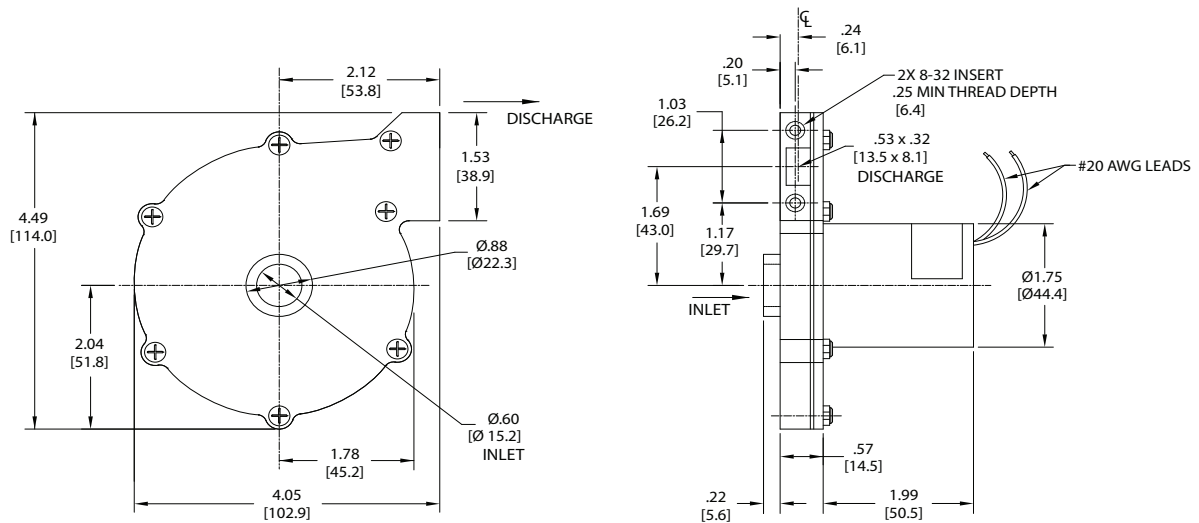 2.12
[53.8]
DISCHARGE
4.49
[114.0]
1.53
[38.9]
Ø.88
[Ø22.3]
2.04
[51.8]
Ø.60
[Ø 15.2]
INLET
1.78
[45.2]
4.05
[102.9]
℄
.24
[6.1]
.20
[5.1]
2X 8-32 INSERT
.25 MIN THREAD DEPTH
[6.4]
1.03
[26.2]
.53 x .32
[13.5 x 8.1]
DISCHARGE
#20 AWG LEADS
1.69
[43.0]
1.17
[29.7]
INLET
Ø1.75
[Ø44.4]
.57
[14.5]
.22
[5.6]
1.99
[50.5]